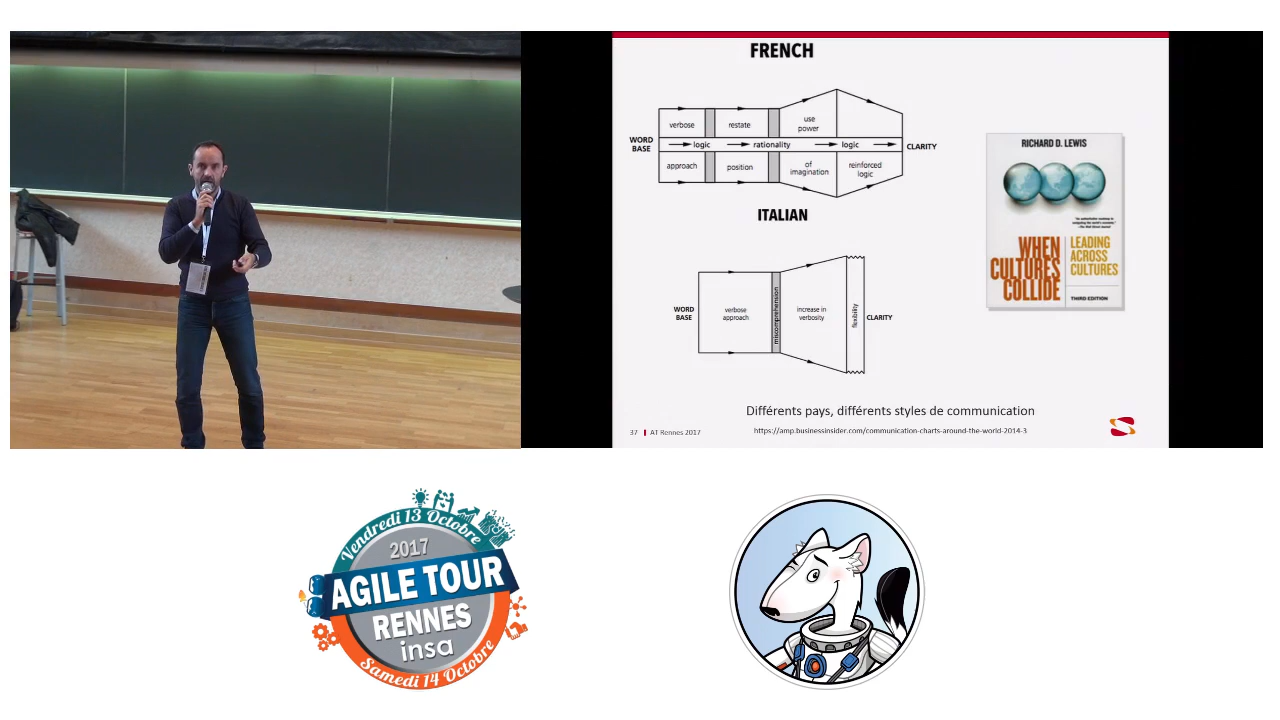 FRENCH
verbose
restate
use
power
WORD
BASE
logic
rationality
logic
CLARITY
approach
position
of
imagination
reinforced
logic
ITALIAN
WORD
BASE
verbose
approach
miscomprehension
increase in
verbosity
flexibility
CLARITY
RICHARD D. LEWIS
WHEN
CULTURES
COLLIDE
LEADING
ACROSS
CULTURES
THIRD EDITION
Différents pays, différents styles de communication
37 AT Rennes 2017
https://amp.businessinsider.com/communication-charts-around-the-world-2014-3
Vendredi 13 Octobre
2017
AGILE TOUR
RENNES
insa
Samedi 14 Octobre